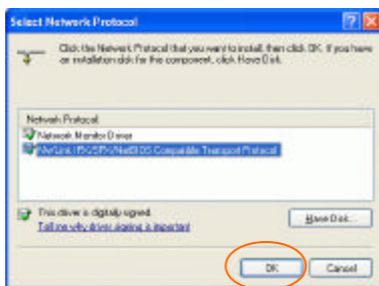 Select Network Protocol
Click the Network Protocol that you want to install, then click OK. If you have
an installation disk for this component, click Have Disk.
Network Protocol:
Network Monitor Driver
NWLink IPX/SPX/NetBIOS Compatible Transport Protocol
This driver is digitally signed.
Tell me why driver signing is important
Have Disk...
OK
Cancel